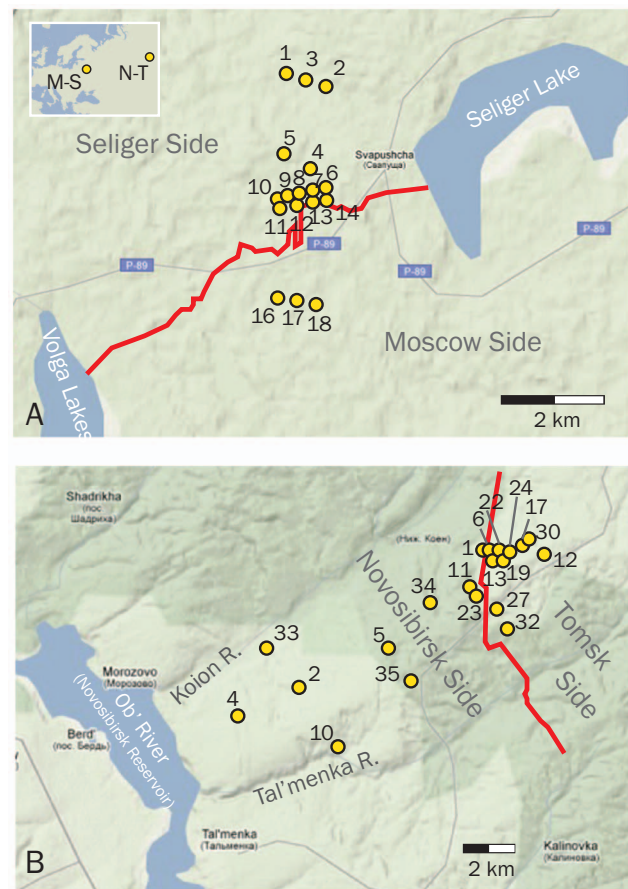 M-S
N-T
1
3
2
Seliger Side
Seliger Lake
Svapushcha
(Свапуща)
5
4
6
7
8
9
10
11
12
13
14
P-89
P-89
P-89
16
17
18
Moscow Side
Volga Lakes
A
2 km
Shadrikha
(пос
Шадриха)
(Ниж. Коен)
24
22
17
6
30
1
12
11
13
19
34
23
27
32
Novosibirsk Side
Tomsk
Side
33
5
Koion R.
2
35
Morozovo
(Морозово)
4
Ob' River
(Novosibirsk Reservoir)
Berd'
(пос. Бердь)
10
Tal'menka R.
Tal'menka
(Тальменка)
Kalinovka
(Калиновка)
B
2 km